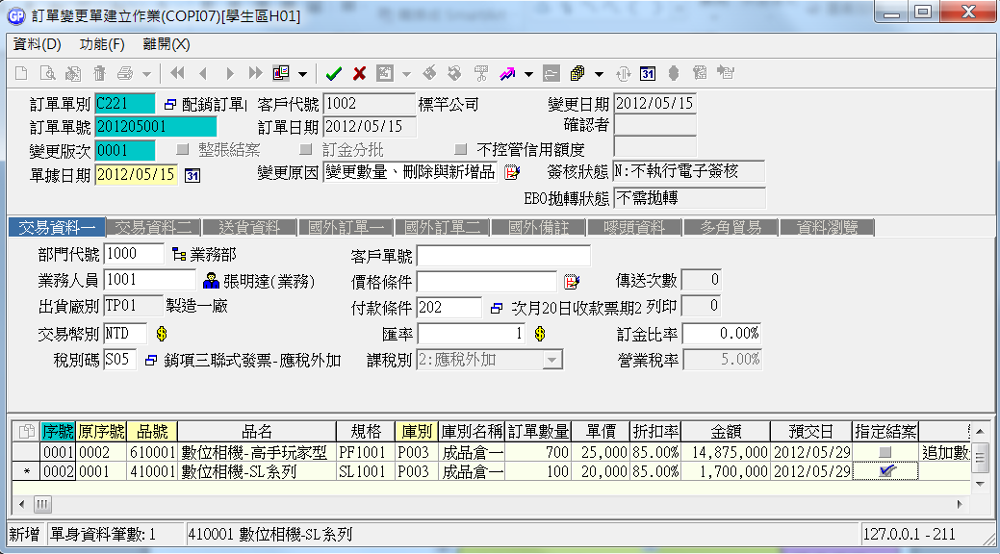 訂單變更單建立作業(COPI07)[學生區H01]
資料(D) 功能(F) 離開(X)
訂單單別 C221 配銷訂單 客戶代號 1002 標竿公司 變更日期 2012/05/15
訂單單號 201205001 訂單日期 2012/05/15 確認者
變更版次 0001 整張結案 訂金分批 不控管信用額度
單據日期 2012/05/15 變更原因 變更數量、刪除與新增品 簽核狀態 N:不執行電子簽核
EBO拋轉狀態 不需拋轉
交易資料一 交易資料二 送貨資料 國外訂單一 國外訂單二 國外備註 嘜頭資料 多角貿易 資料瀏覽
部門代號 1000 業務部 客戶單號
業務人員 1001 張明達(業務) 價格條件 傳送次數 0
出貨廠別 TP01 製造一廠 付款條件 202 次月20日收款票期2 列印 0
交易幣別 NTD 匯率 1 訂金比率 0.00%
稅別碼 S05 銷項三聯式發票-應稅外加 課稅別 2:應稅外加 營業稅率 5.00%
序號 原序號 品號 品名 規格 庫別 庫別名稱 訂單數量 單價 折扣率 金額 預交日 指定結案
0001 0002 610001 數位相機-高手玩家型 PF1001 P003 成品倉一 700 25,000 85.00% 14,875,000 2012/05/29 追加數
* 0002 0001 410001 數位相機-SL系列 SL1001 P003 成品倉一 100 20,000 85.00% 1,700,000 2012/05/29
新增 單身資料筆數: 1 410001 數位相機-SL系列 127.0.0.1 - 211